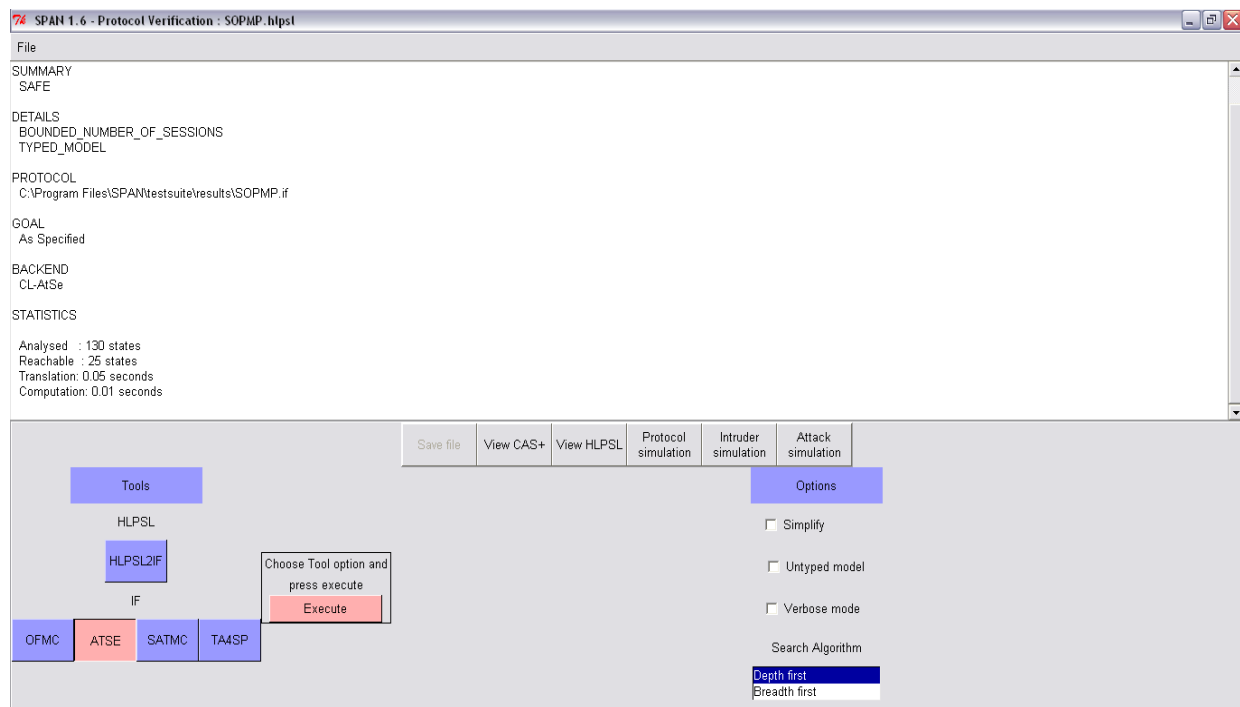 SPAN 1.6 - Protocol Verification : SOPMP.hlpsl
File
SUMMARY
SAFE
DETAILS
BOUNDED_NUMBER_OF_SESSIONS
TYPED_MODEL
PROTOCOL
C:\Program Files\SPAN\testsuite\results\SOPMP.if
GOAL
As Specified
BACKEND
CL-AtSe
STATISTICS
Analysed : 130 states
Reachable : 25 states
Translation: 0.05 seconds
Computation: 0.01 seconds
Save file
View CAS+
View HLPSL
Protocol
simulation
Intruder
simulation
Attack
simulation
Tools
HLPSL
HLPSL2IF
IF
OFMC
ATSE
SATMC
TA4SP
Choose Tool option and
press execute
Execute
Options
Simplify
Untyped model
Verbose mode
Search Algorithm
Depth first
Breadth first